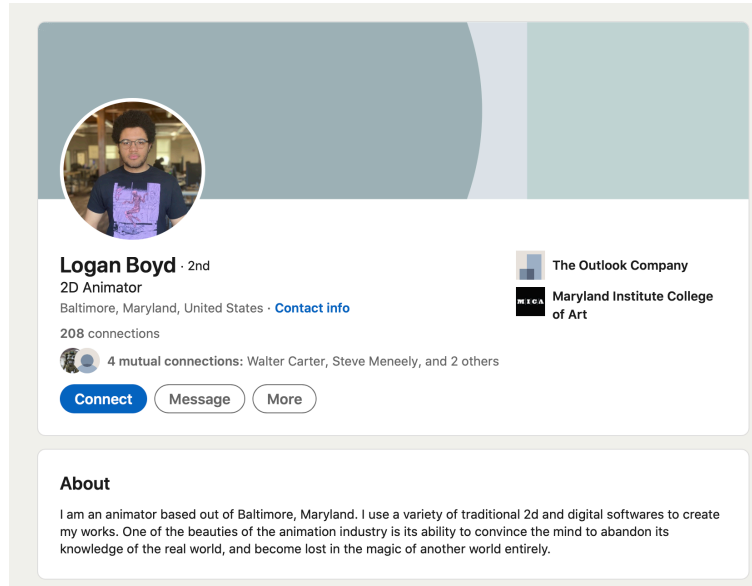 Logan Boyd · 2nd
2D Animator
Baltimore, Maryland, United States · Contact info
208 connections
4 mutual connections: Walter Carter, Steve Meneely, and 2 others
Connect
Message
More
The Outlook Company
MICA
Maryland Institute College
of Art
About
I am an animator based out of Baltimore, Maryland. I use a variety of traditional 2d and digital softwares to create
my works. One of the beauties of the animation industry is its ability to convince the mind to abandon its
knowledge of the real world, and become lost in the magic of another world entirely.